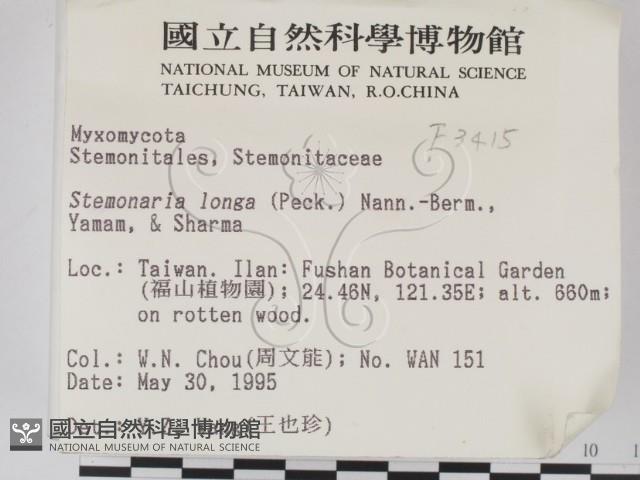 國立自然科學博物館
NATIONAL MUSEUM OF NATURAL SCIENCE
TAICHUNG, TAIWAN, R.O.CHINA
F3415
Myxomycota
Stemonitales, Stemonitaceae
Stemonaria longa (Peck.) Nann.-Berm.,
Yamam, & Sharma
Loc.: Taiwan. Ilan: Fushan Botanical Garden
(福山植物園); 24.46N, 121.35E; alt. 660m;
on rotten wood.
Col.: W.N. Chou(周文能); No. WAN 151
Date: May 30, 1995
(王也珍)
國立自然科學博物館
NATIONAL MUSEUM OF NATURAL SCIENCE
10